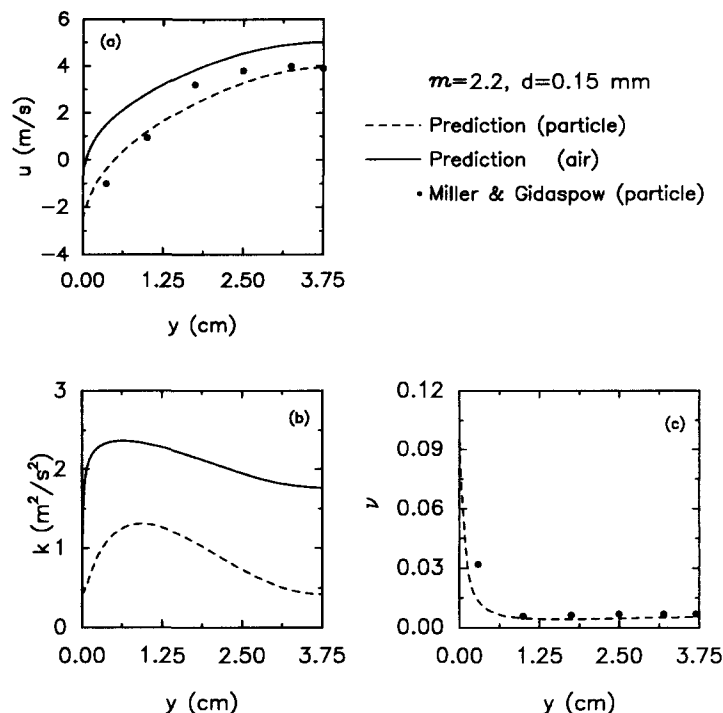 6
4
2
0
−2
−4
(a)
u (m/s)
0.00 1.25 2.50 3.75
y (cm)
m=2.2, d=0.15 mm
Prediction (particle)
Prediction (air)
Miller & Gidaspow (particle)
3
2
1
0
(b)
k (m²/s²)
0.00 1.25 2.50 3.75
y (cm)
0.12
0.09
0.06
0.03
0.00
(c)
ν
0.00 1.25 2.50 3.75
y (cm)